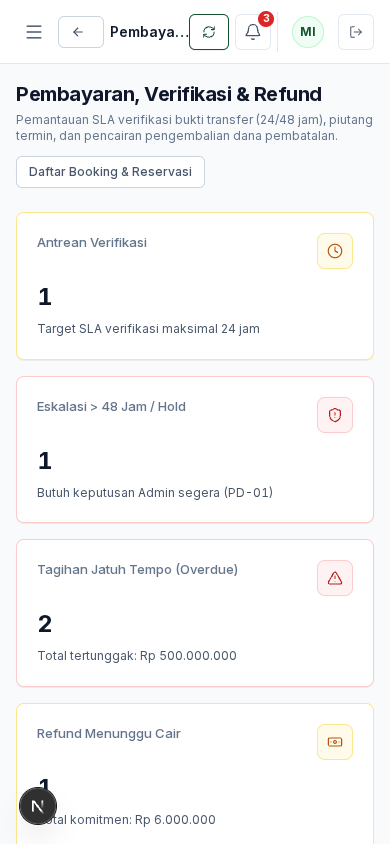 Pembaya...
3
MI
Pembayaran, Verifikasi & Refund
Pemantauan SLA verifikasi bukti transfer (24/48 jam), piutang
termin, dan pencairan pengembalian dana pembatalan.
Daftar Booking & Reservasi
Antrean Verifikasi
1
Target SLA verifikasi maksimal 24 jam
Eskalasi > 48 Jam / Hold
1
Butuh keputusan Admin segera (PD-01)
Tagihan Jatuh Tempo (Overdue)
2
Total tertunggak: Rp 500.000.000
Refund Menunggu Cair
1
N
Total komitmen: Rp 6.000.000